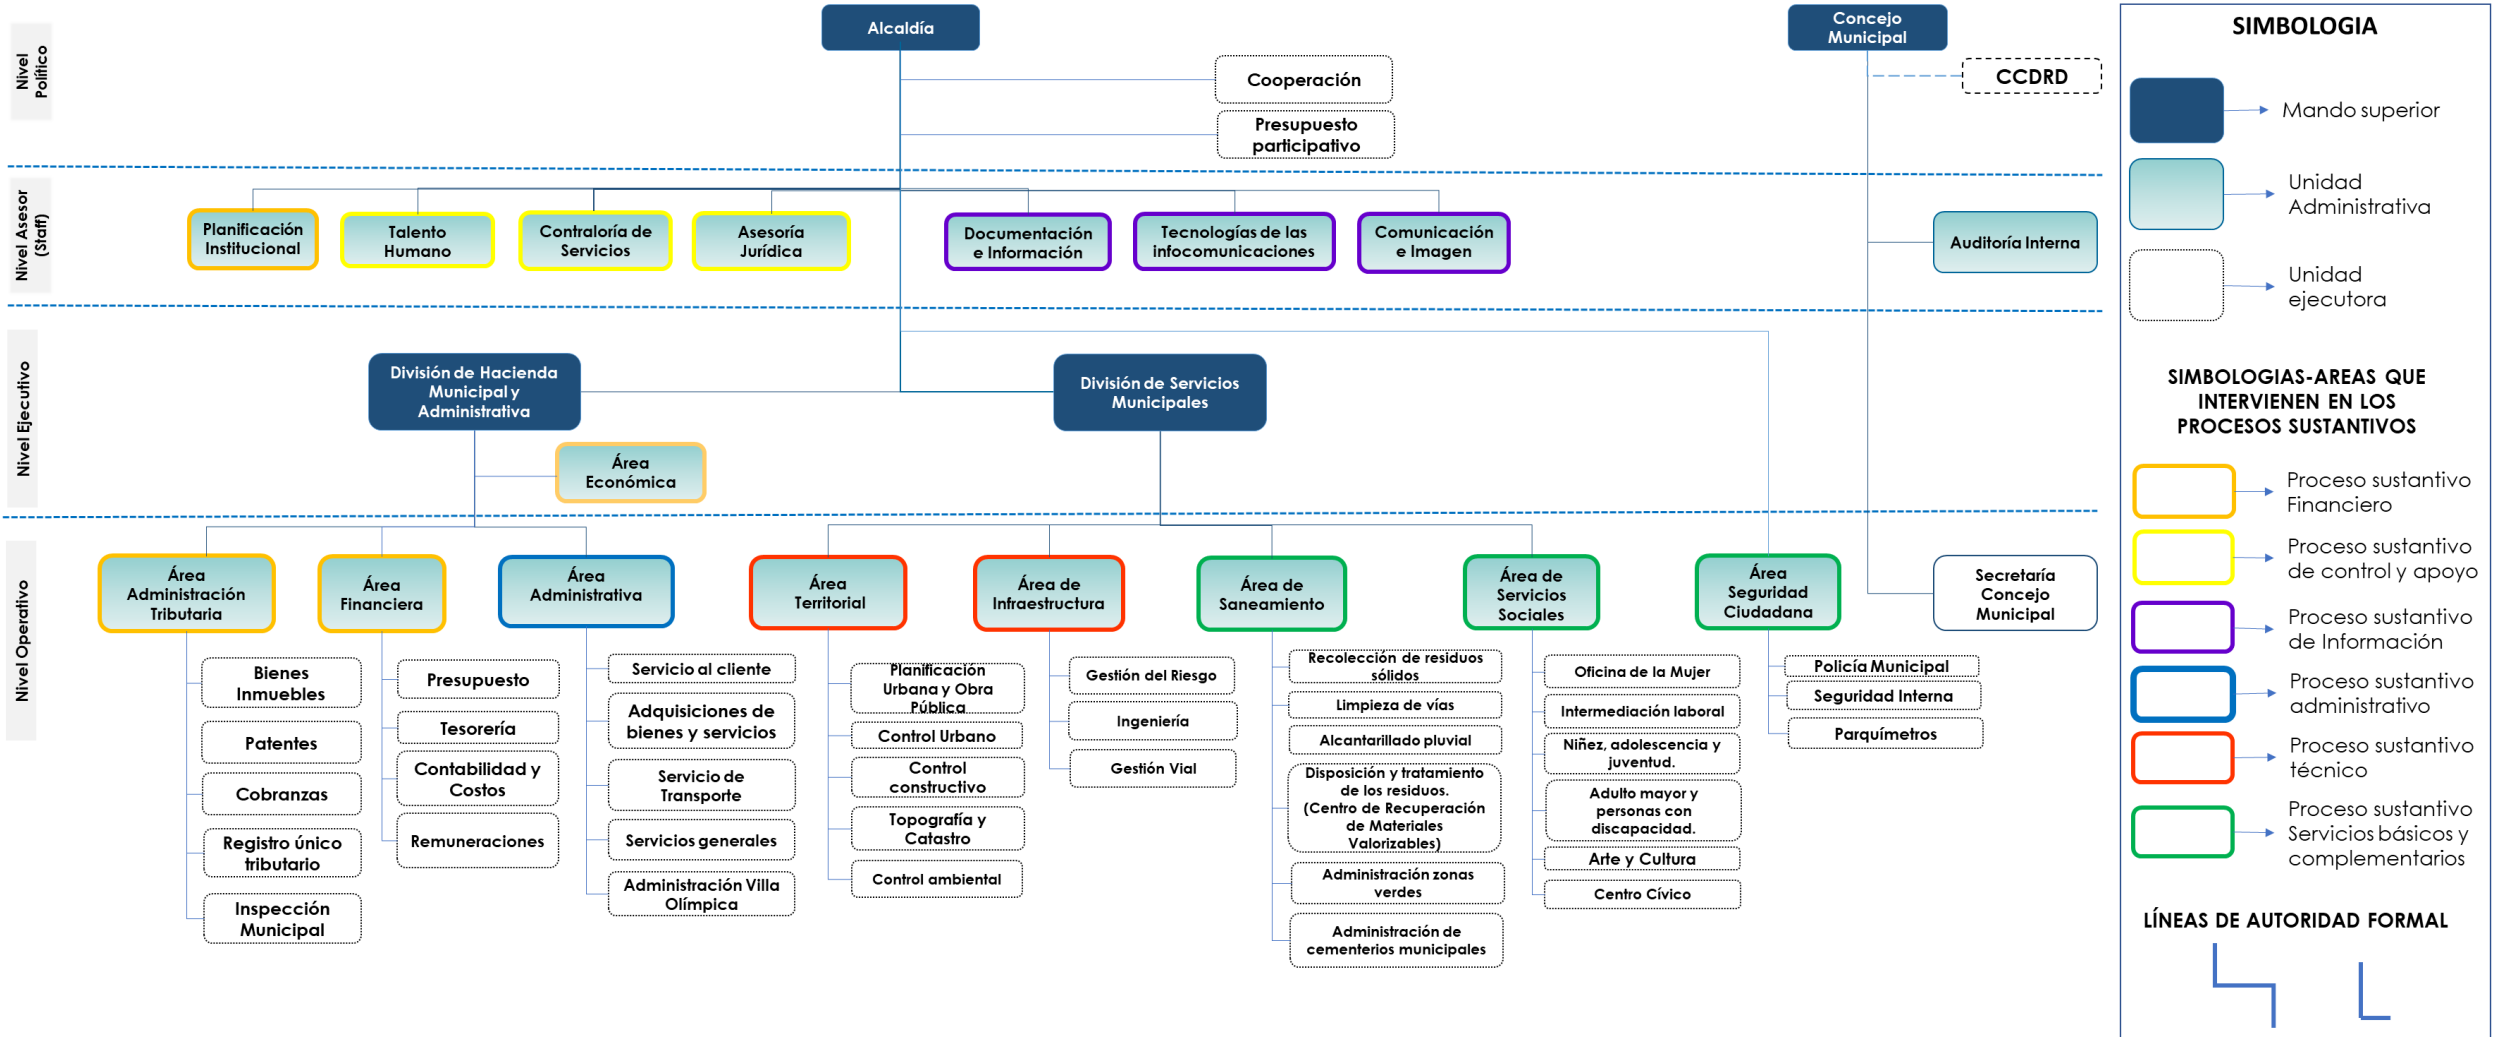 Nivel
Político
Alcaldía
Concejo
Municipal
Cooperación
CCDRD
Presupuesto
participativo
Nivel Asesor
(Staff)
Planificación
Institucional
Talento
Humano
Contraloría de
Servicios
Asesoría
Jurídica
Documentación
e Información
Tecnologías de las
infocomunicaciones
Comunicación
e Imagen
Auditoría Interna
Nivel Ejecutivo
División de Hacienda
Municipal y
Administrativa
División de Servicios
Municipales
Área
Económica
Nivel Operativo
Área
Administración
Tributaria
Área
Financiera
Área
Administrativa
Área
Territorial
Área de
Infraestructura
Área de
Saneamiento
Área de
Servicios
Sociales
Área
Seguridad
Ciudadana
Secretaría
Concejo
Municipal
Bienes
Inmuebles
Patentes
Cobranzas
Registro único
tributario
Inspección
Municipal
Presupuesto
Tesorería
Contabilidad y
Costos
Remuneraciones
Servicio al cliente
Adquisiciones de
bienes y servicios
Servicio de
Transporte
Servicios generales
Administración Villa
Olímpica
Planificación
Urbana y Obra
Pública
Control Urbano
Control
constructivo
Topografía y
Catastro
Control ambiental
Gestión del Riesgo
Ingeniería
Gestión Vial
Recolección de residuos
sólidos
Limpieza de vías
Alcantarillado pluvial
Disposición y tratamiento
de los residuos.
(Centro de Recuperación
de Materiales
Valorizables)
Administración zonas
verdes
Administración de
cementerios municipales
Oficina de la Mujer
Intermediación laboral
Niñez, adolescencia y
juventud.
Adulto mayor y
personas con
discapacidad.
Arte y Cultura
Centro Cívico
Policía Municipal
Seguridad Interna
Parquímetros
SIMBOLOGIA
Mando superior
Unidad
Administrativa
Unidad
ejecutora
SIMBOLOGIAS-AREAS QUE
INTERVIENEN EN LOS
PROCESOS SUSTANTIVOS
Proceso sustantivo
Financiero
Proceso sustantivo
de control y apoyo
Proceso sustantivo
de Información
Proceso sustantivo
administrativo
Proceso sustantivo
técnico
Proceso sustantivo
Servicios básicos y
complementarios
LÍNEAS DE AUTORIDAD FORMAL